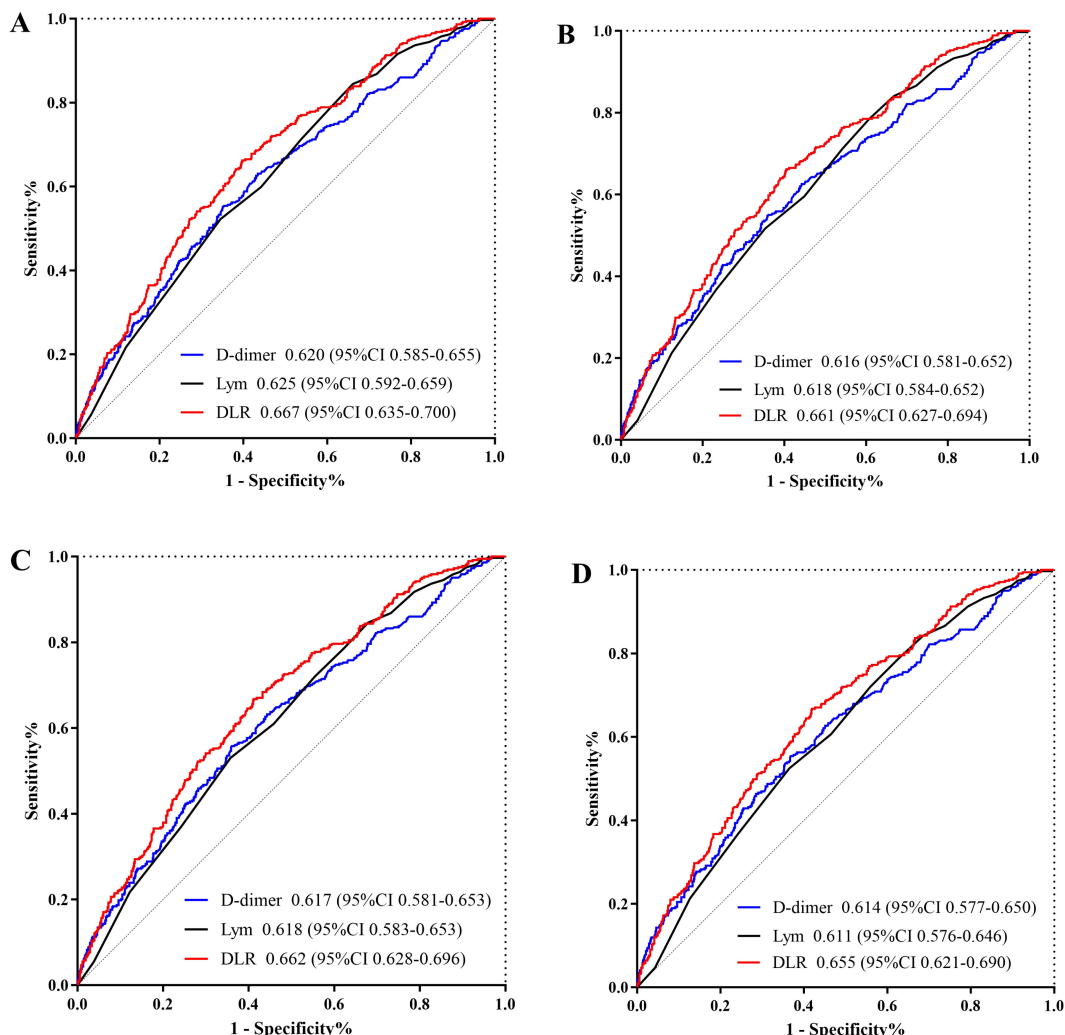 A
1.0
0.8
0.6
0.4
0.2
0.0
Sensitivity%
D-dimer 0.620 (95%CI 0.585-0.655)
Lym 0.625 (95%CI 0.592-0.659)
DLR 0.667 (95%CI 0.635-0.700)
0.0 0.2 0.4 0.6 0.8 1.0
1 - Specificity%
B
1.0
0.8
0.6
0.4
0.2
0.0
Sensitivity%
D-dimer 0.616 (95%CI 0.581-0.652)
Lym 0.618 (95%CI 0.584-0.652)
DLR 0.661 (95%CI 0.627-0.694)
0.0 0.2 0.4 0.6 0.8 1.0
1 - Specificity%
C
1.0
0.8
0.6
0.4
0.2
0.0
Sensitivity%
D-dimer 0.617 (95%CI 0.581-0.653)
Lym 0.618 (95%CI 0.583-0.653)
DLR 0.662 (95%CI 0.628-0.696)
0.0 0.2 0.4 0.6 0.8 1.0
1 - Specificity%
D
1.0
0.8
0.6
0.4
0.2
0.0
Sensitivity%
D-dimer 0.614 (95%CI 0.577-0.650)
Lym 0.611 (95%CI 0.576-0.646)
DLR 0.655 (95%CI 0.621-0.690)
0.0 0.2 0.4 0.6 0.8 1.0
1 - Specificity%